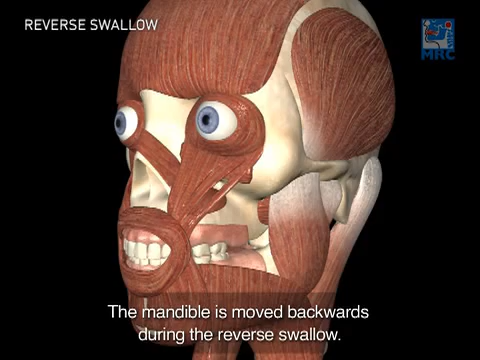 REVERSE SWALLOW
MRC
The mandible is moved backwards
during the reverse swallow.